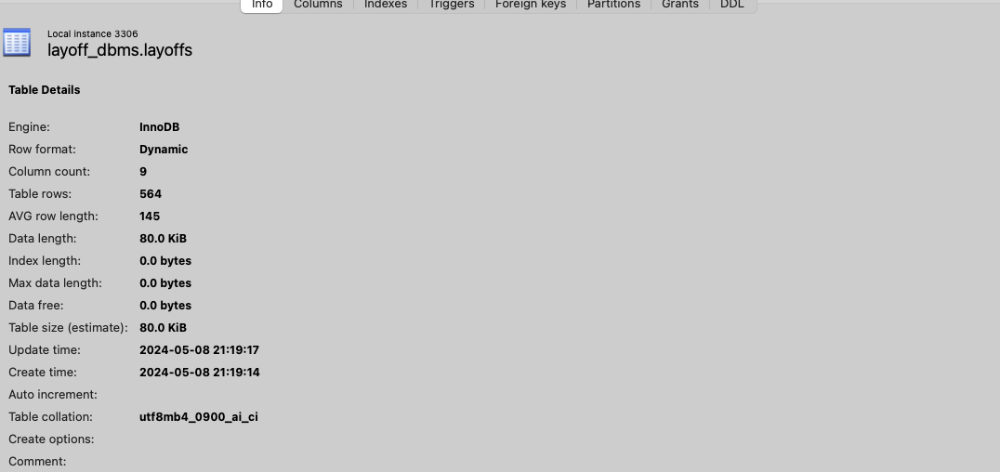 Info Columns Indexes Triggers Foreign keys Partitions Grants DDL
Local instance 3306
layoff_dbms.layoffs
Table Details
Engine: InnoDB
Row format: Dynamic
Column count: 9
Table rows: 564
AVG row length: 145
Data length: 80.0 KiB
Index length: 0.0 bytes
Max data length: 0.0 bytes
Data free: 0.0 bytes
Table size (estimate): 80.0 KiB
Update time: 2024-05-08 21:19:17
Create time: 2024-05-08 21:19:14
Auto increment:
Table collation: utf8mb4_0900_ai_ci
Create options:
Comment: